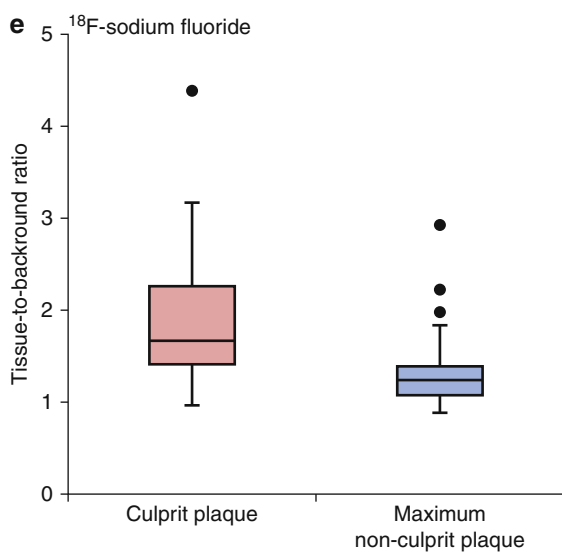 e ¹⁸F-sodium fluoride
5
4
3
2
1
0
Tissue-to-backround ratio
Culprit plaque
Maximum
non-culprit plaque